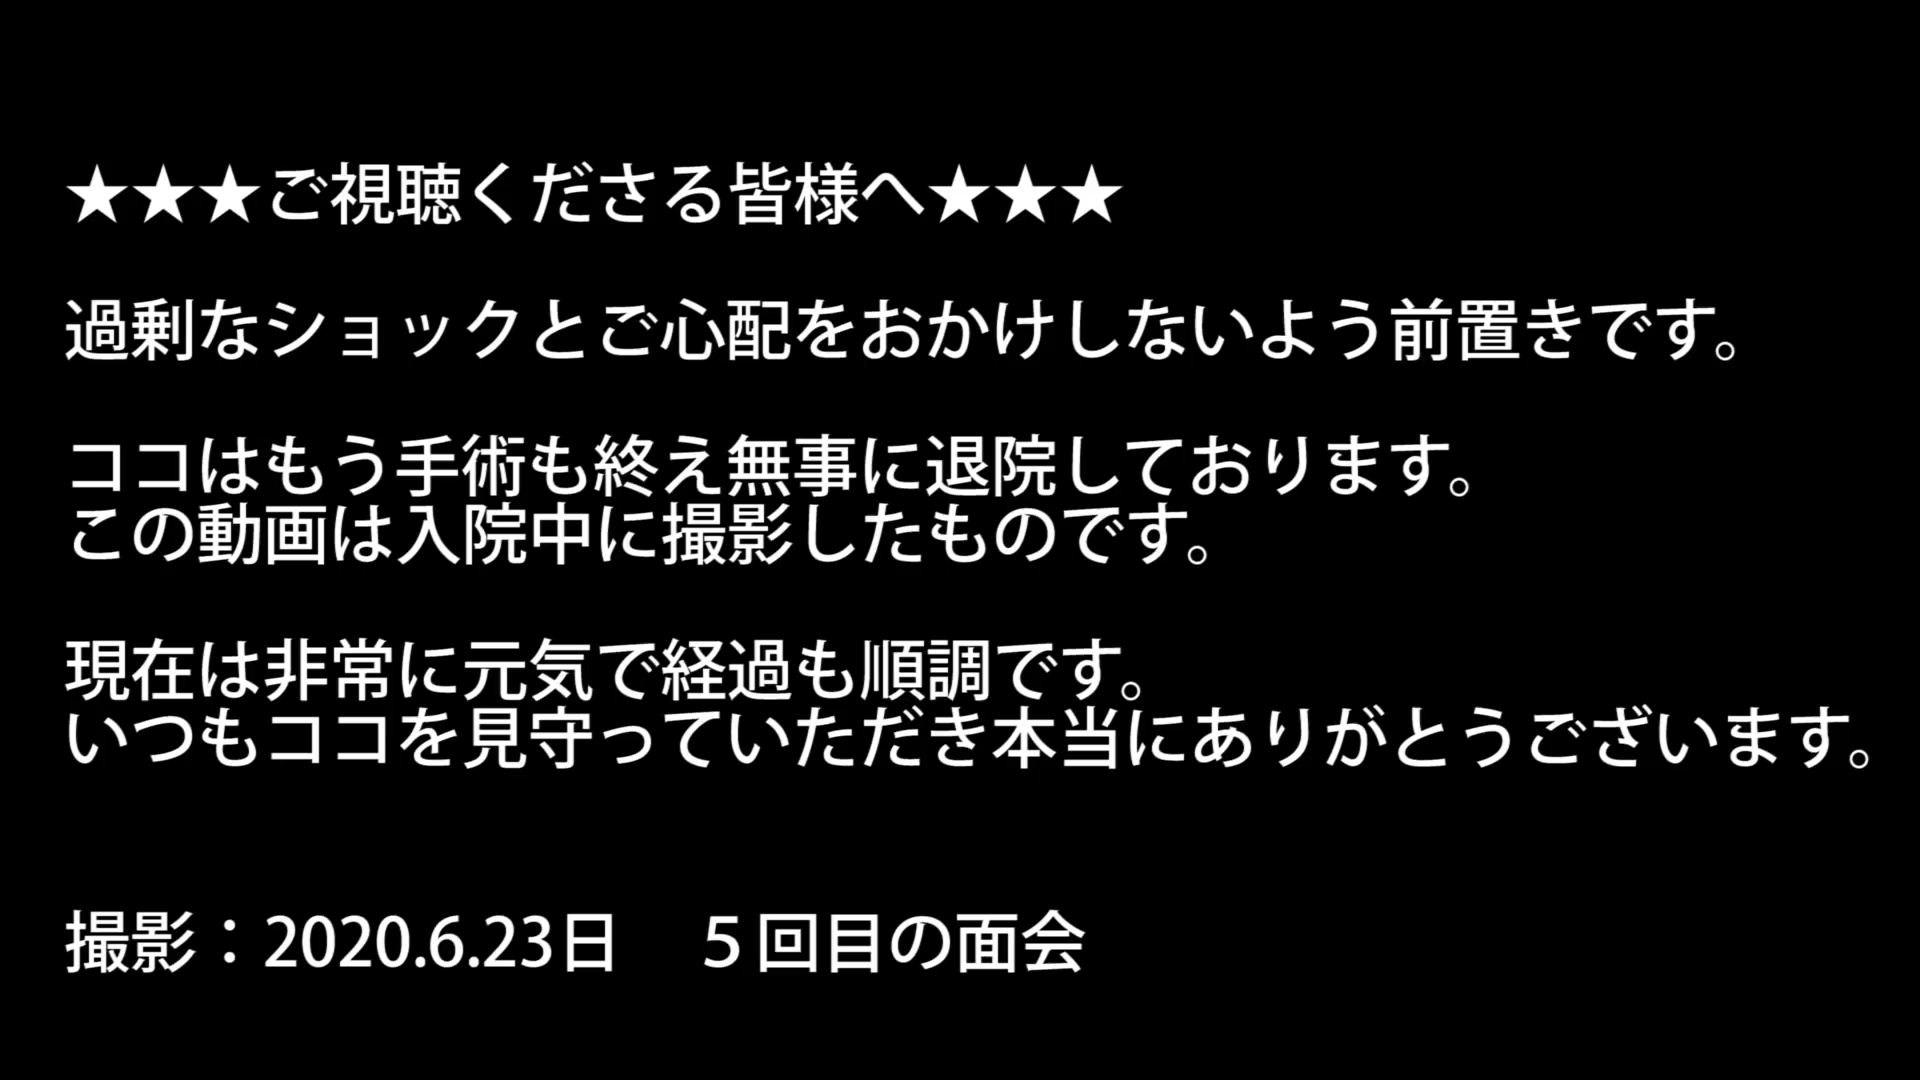 ★★★ご視聴くださる皆様へ★★★
過剰なショックとご心配をおかけしないよう前置きです。
ココはもう手術も終え無事に退院しております。
この動画は入院中に撮影したものです。
現在は非常に元気で経過も順調です。
いつもココを見守っていただき本当にありがとうございます。
撮影：2020.6.23日　５回目の面会